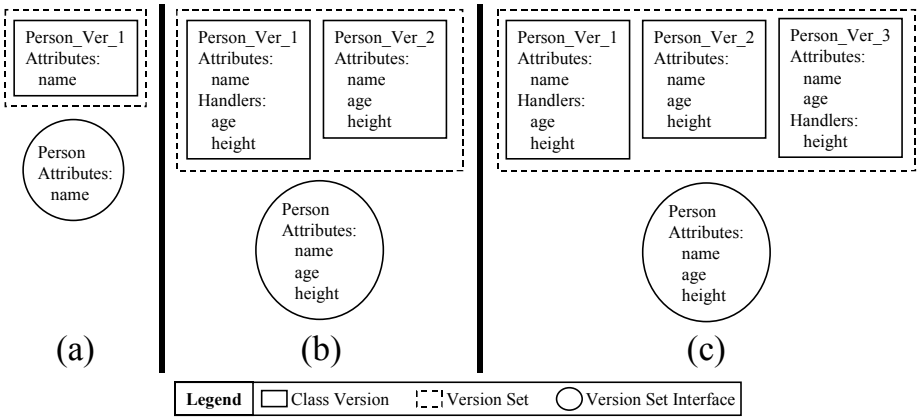 Person_Ver_1
Attributes:
name
Person
Attributes:
name
(a)
Person_Ver_1
Attributes:
name
Handlers:
age
height
Person_Ver_2
Attributes:
name
age
height
Person
Attributes:
name
age
height
(b)
Person_Ver_1
Attributes:
name
Handlers:
age
height
Person_Ver_2
Attributes:
name
age
height
Person_Ver_3
Attributes:
name
age
Handlers:
height
Person
Attributes:
name
age
height
(c)
Legend Class Version Version Set Version Set Interface